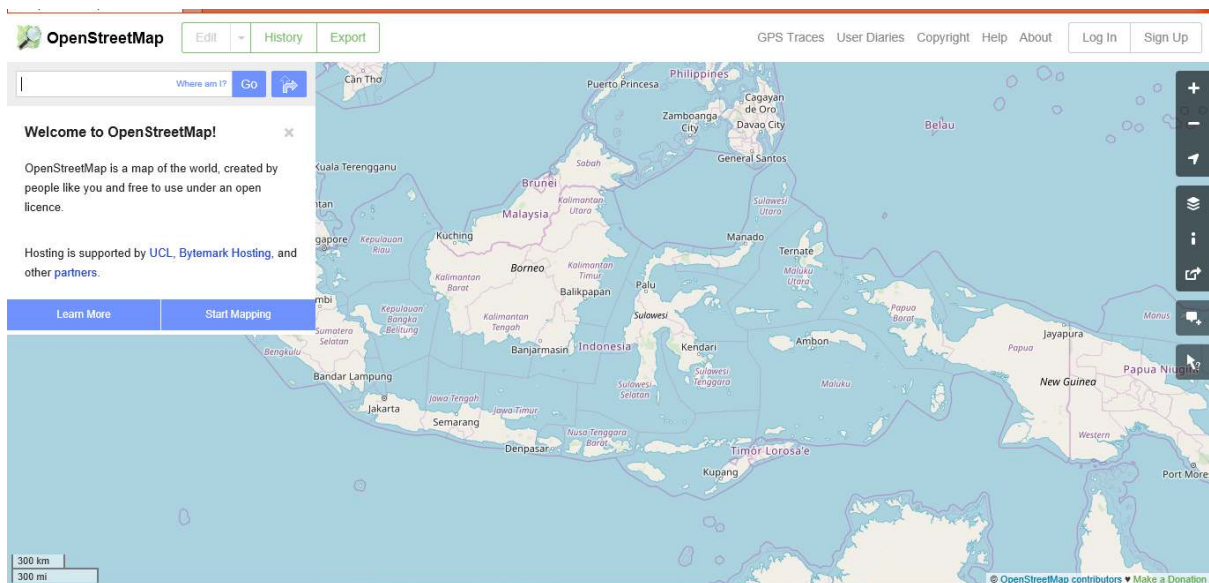 OpenStreetMap
Edit
History
Export
GPS Traces
User Diaries
Copyright
Help
About
Log In
Sign Up
Where am I?
Go
Welcome to OpenStreetMap!
×
OpenStreetMap is a map of the world, created by
people like you and free to use under an open
licence.
Hosting is supported by UCL, Bytemark Hosting, and
other partners.
Learn More
Start Mapping
Cần Thơ
Puerto Princesa
Philippines
Cagayan
de Oro
Zamboanga
City
Davao City
General Santos
Belau
Kuala Terengganu
Sabah
Brunei
Kalimantan
Utara
Malaysia
Sulawesi
Utara
Kuching
Kepulauan
Riau
Manado
Ternate
Maluku
Utara
Borneo
Kalimantan
Timur
Kalimantan
Barat
Balikpapan
Palu
Papua
Barat
Kepulauan
Bangka
Belitung
Kalimantan
Tengah
Sulawesi
Manus
Sumatera
Selatan
Jayapura
Bengkulu
Banjarmasin
Indonesia
Kendari
Ambon
Papua
Bandar Lampung
Sulawesi
Selatan
Sulawesi
Tenggara
Maluku
New Guinea
Jakarta
Jawa Tengah
Semarang
Jawa Timur
Denpasar
Nusa Tenggara
Barat
Timór Lorosa'e
Kupang
Western
Port More
300 km
300 mi
© OpenStreetMap contributors ♥ Make a Donation